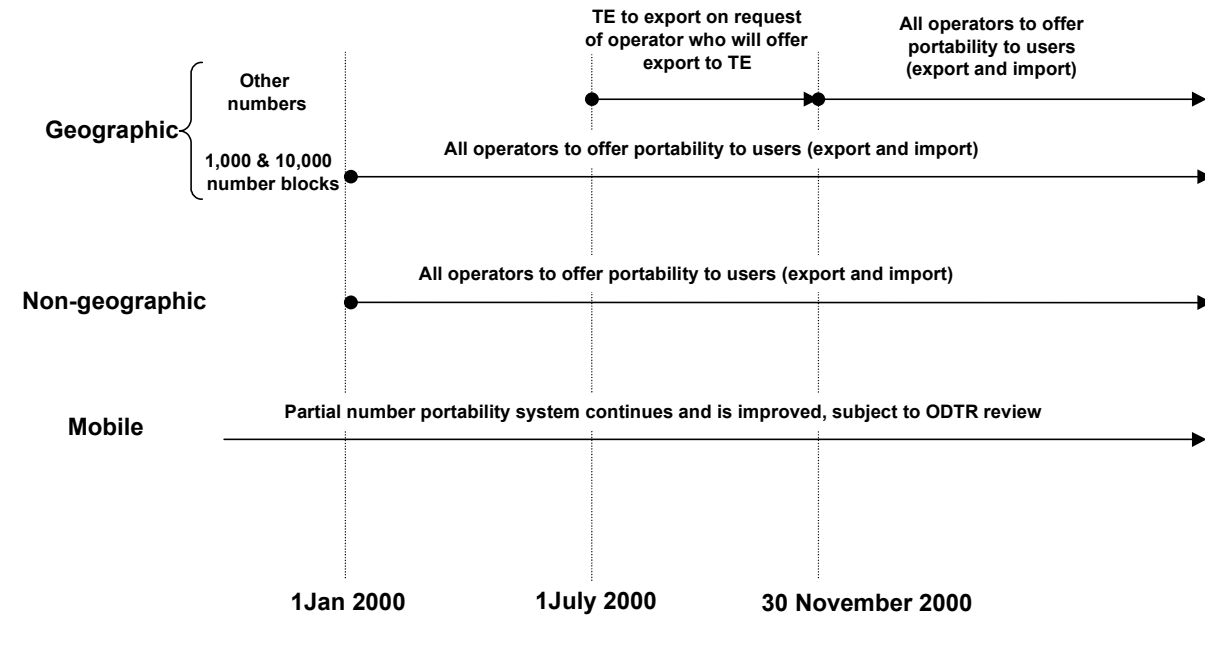 TE to export on request
of operator who will offer
export to TE
All operators to offer
portability to users
(export and import)
Other
numbers
Geographic
1,000 & 10,000
number blocks
All operators to offer portability to users (export and import)
All operators to offer portability to users (export and import)
Non-geographic
Partial number portability system continues and is improved, subject to ODTR review
Mobile
1Jan 2000
1July 2000
30 November 2000